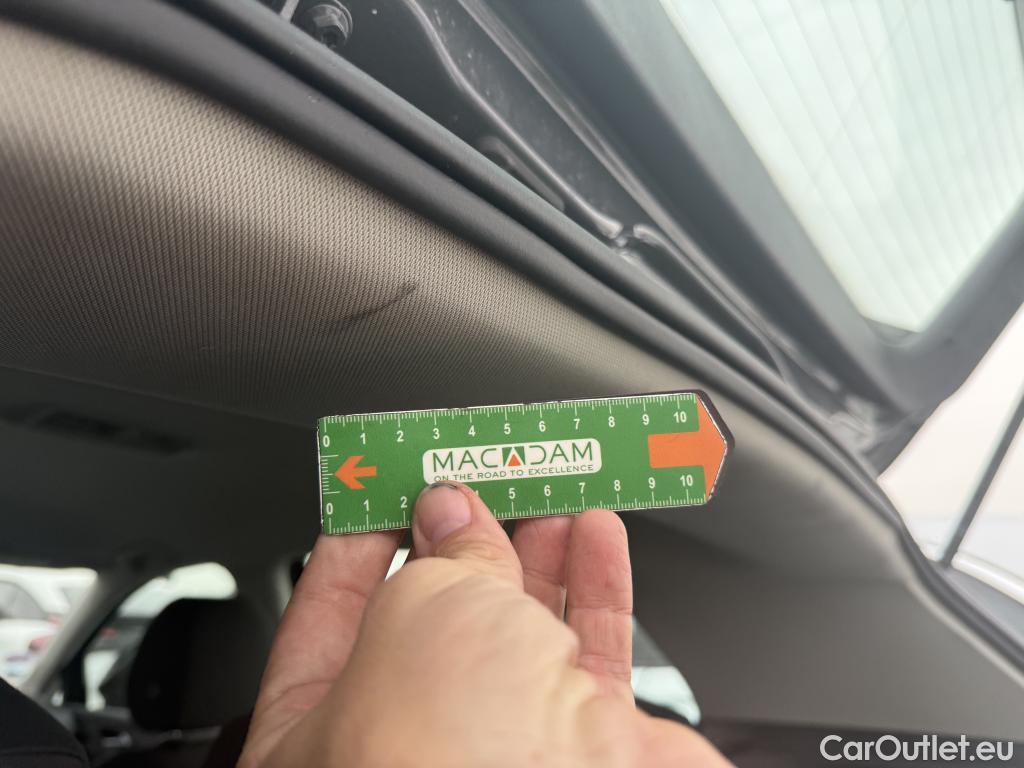 0 1 2 3 4 5 6 7 8 9 10
MACADAM
ON THE ROAD TO EXCELLENCE
0 1 2 4 5 6 7 8 9 10
CarOutlet.eu